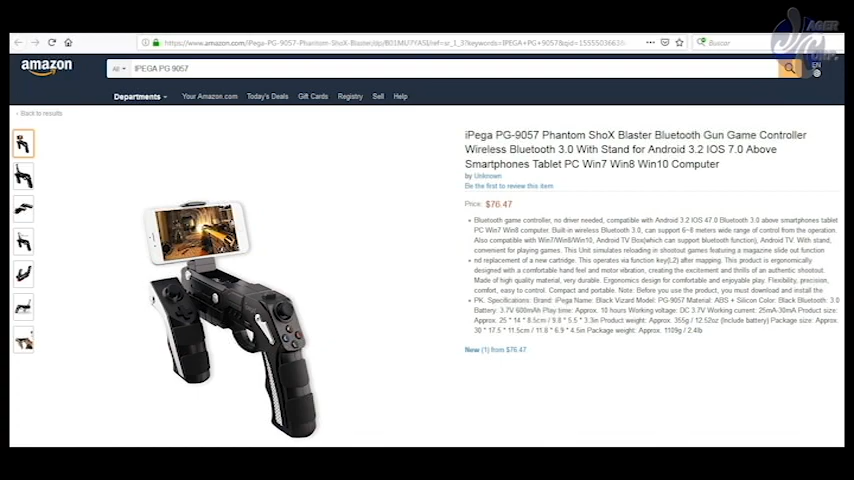 https://www.amazon.com/iPega-PG-9057-Phantom-ShoX-Blaster/dp/B01MU7YA5I/ref=sr_1_3?keywords=IPEGA+PG+9057&qid=
Buscar
AGER
amazon
All
IPEGA PG 9057
EN
Departments
Your Amazon.com
Today's Deals
Gift Cards
Registry
Sell
Help
‹ Back to results
iPega PG-9057 Phantom ShoX Blaster Bluetooth Gun Game Controller
Wireless Bluetooth 3.0 With Stand for Android 3.2 IOS 7.0 Above
Smartphones Tablet PC Win7 Win8 Win10 Computer
by Unknown
Be the first to review this item
Price: $76.47
Bluetooth game controller, no driver needed, compatible with Android 3.2 IOS 47.0 Bluetooth 3.0 above smartphones tablet
PC Win7 Win8 computer. Built in wireless Bluetooth 3.0, can support 6~8 meters wide range of control from the operation.
Also compatible with Win7/Win8/Win10, Android TV Box(which can support bluetooth function), Android TV. With stand,
convenient for playing games. This Unit simulates reloading in shootout games featuring a magazine slide out function
nd replacement of a new cartridge. This operates via function key(L2) after mapping. This product is ergonomically
designed with a comfortable hand feel and motor vibration, creating the excitement and thrills of an authentic shootout.
Made of high quality material, very durable. Ergonomics design for comfortable and enjoyable play. Flexibility, precision,
comfort, easy to control. Compact and portable. Note: Before you use the product, you must download and install the
PK. Specifications: Brand: iPega Name: Black Vizard Model: PG-9057 Material: ABS + Silicon Color: Black Bluetooth: 3.0
Battery: 3.7V 600mAh Play time: Approx. 10 hours Working voltage: DC 3.7V Working current: 25mA-30mA Product size:
Approx. 25 * 14 * 8.5cm / 9.8 * 5.5 * 3.3in Product weight: Approx. 355g / 12.52oz (Include battery) Package size: Approx.
30 * 17.5 * 11.5cm / 11.8 * 6.9 * 4.5in Package weight: Approx. 1109g / 2.4lb
New (1) from $76.47